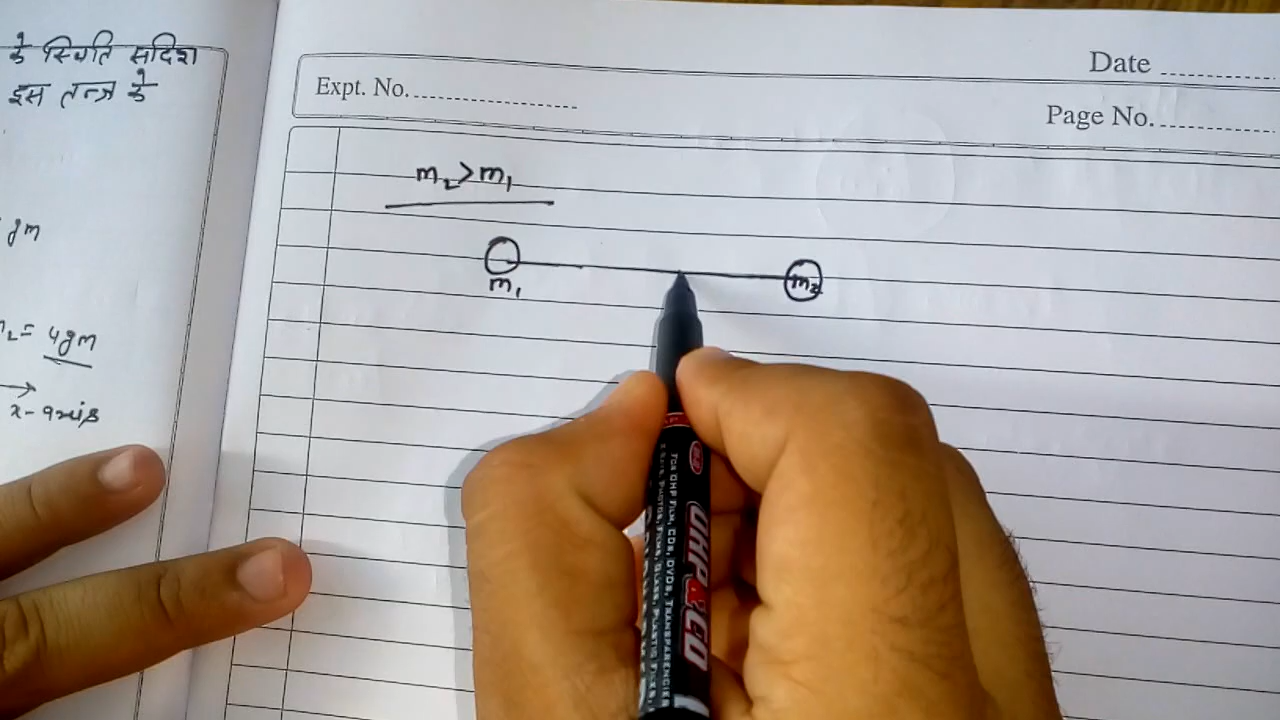 के स्थिति सदिश
इस तन्त्र के
gm
m₂= 4gm
x-axis
Date
Expt. No.
Page No.
m₂>m₁
m₁
m₂
OHP&CD
FOR OHP FILM, CDS, DVDS, TRANSPARENCIE